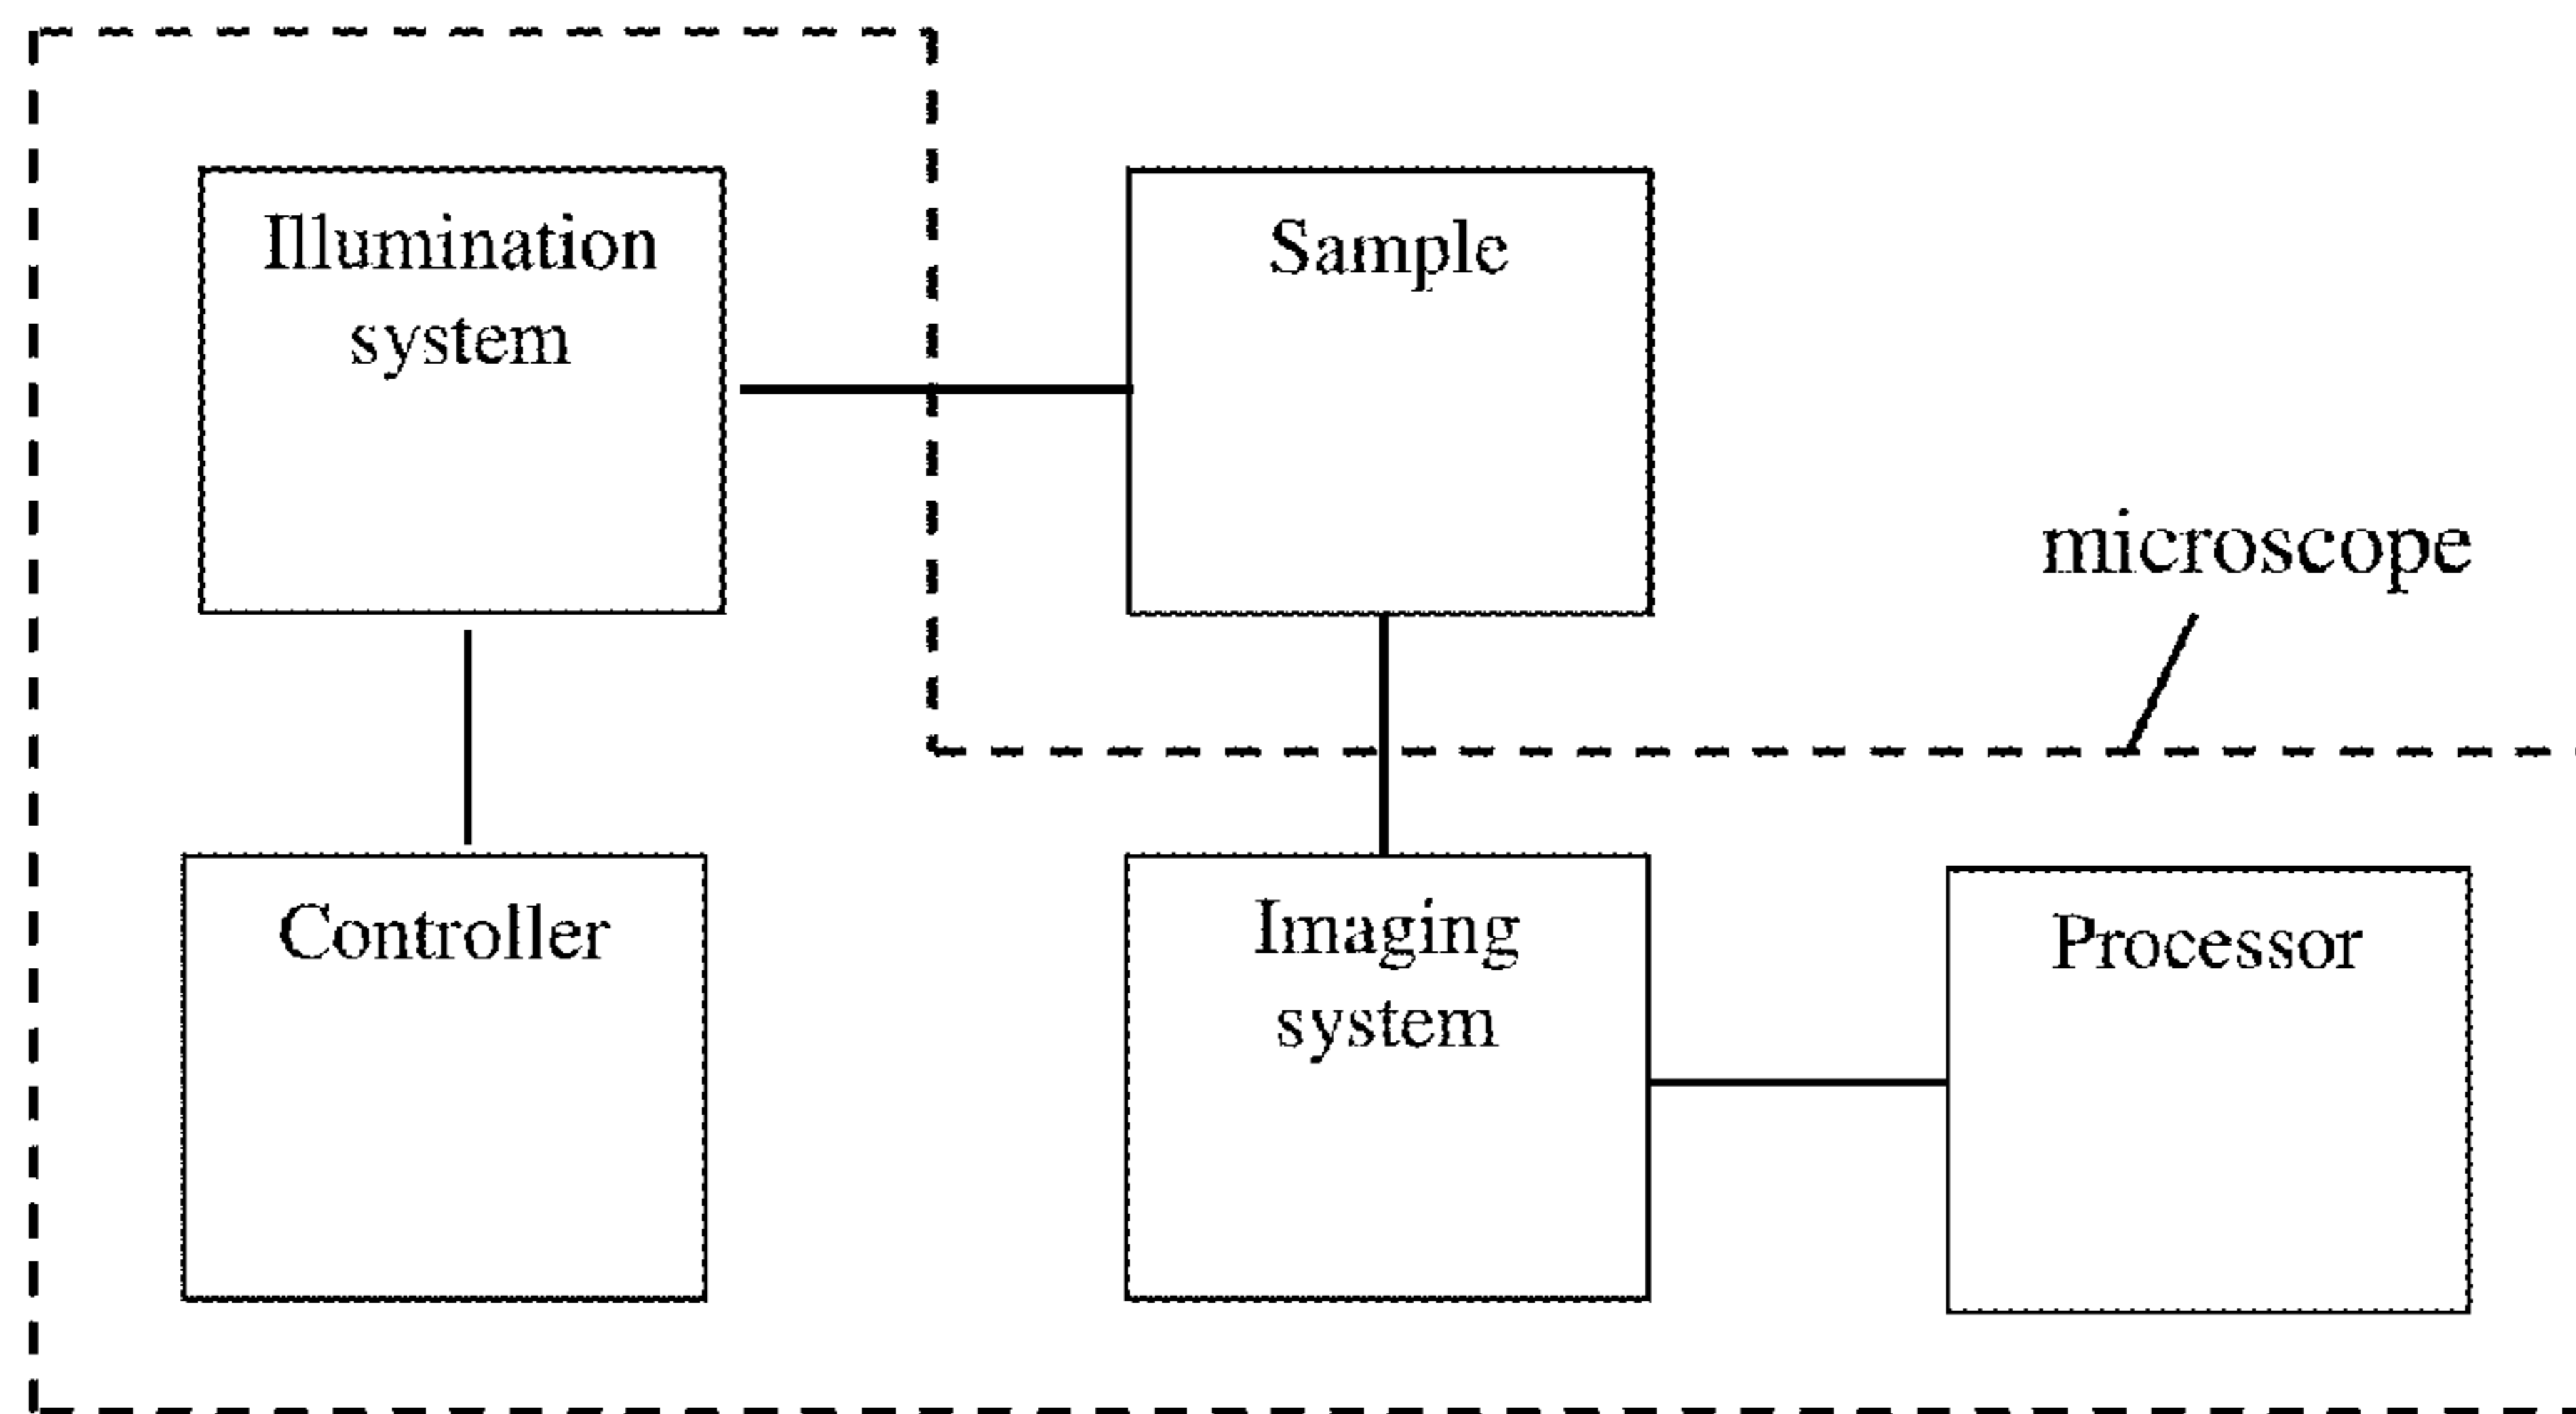 Illumination
system
Sample
microscope
Controller
Imaging
system
Processor